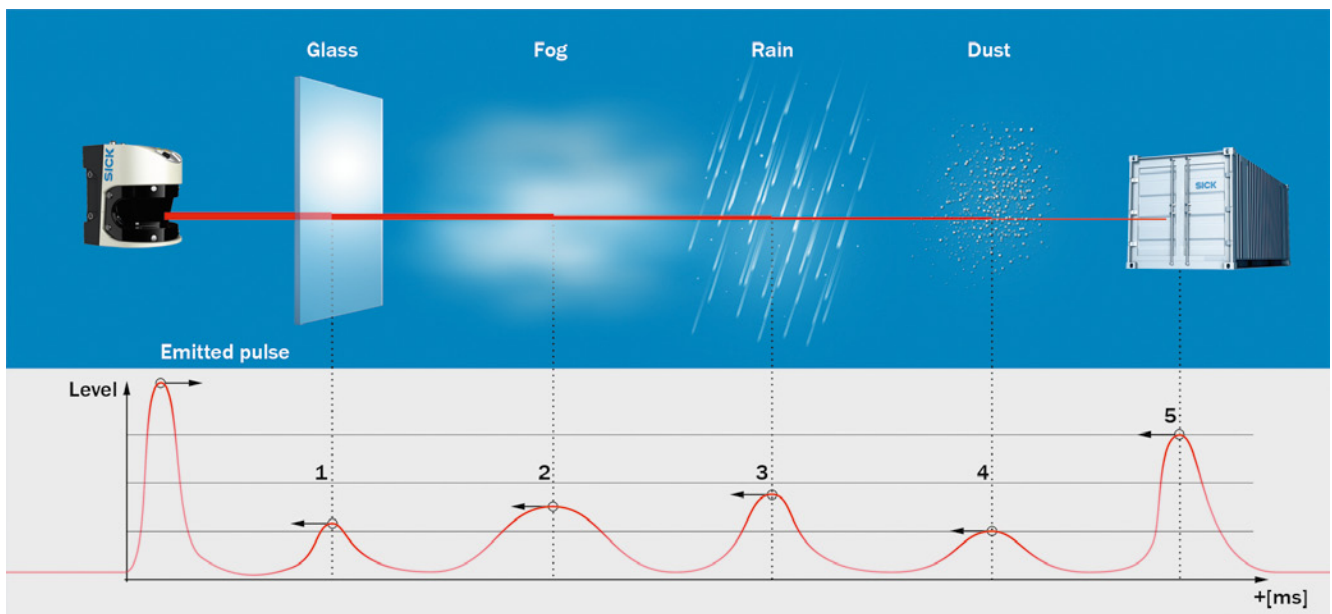 Glass
Fog
Rain
Dust
SICK
SICK
Emitted pulse
Level
1
2
3
4
5
+[ms]